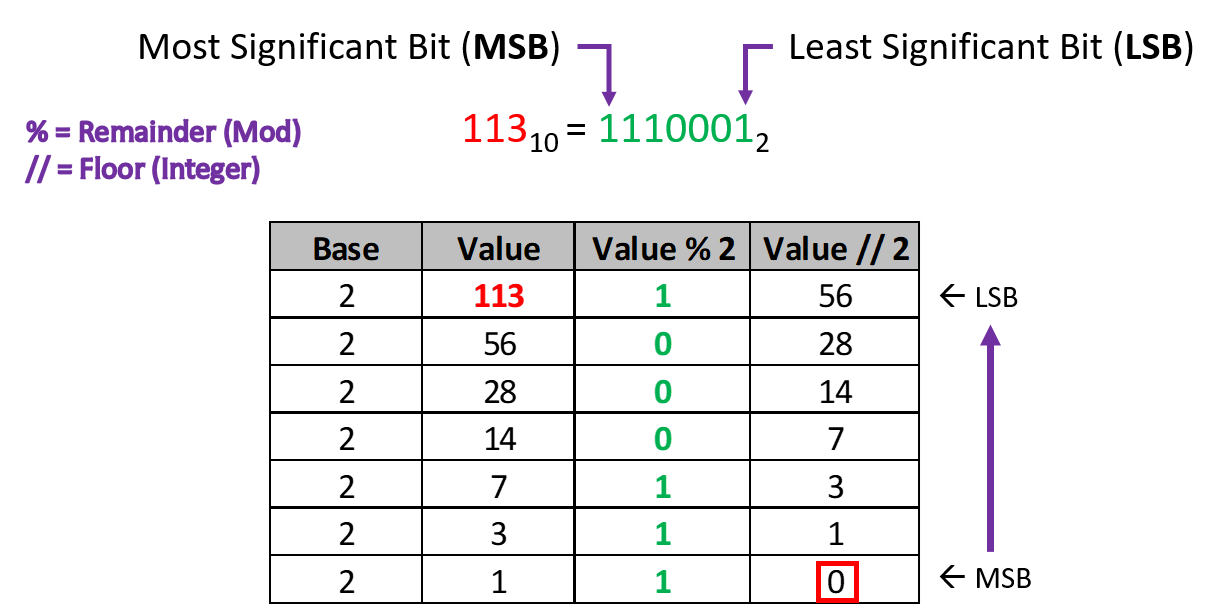 Most Significant Bit (MSB)
Least Significant Bit (LSB)
% = Remainder (Mod)
// = Floor (Integer)
113₁₀ = 1110001₂
Base Value Value % 2 Value // 2
2 113 1 56 ← LSB
2 56 0 28
2 28 0 14
2 14 0 7
2 7 1 3
2 3 1 1
2 1 1 0 ← MSB